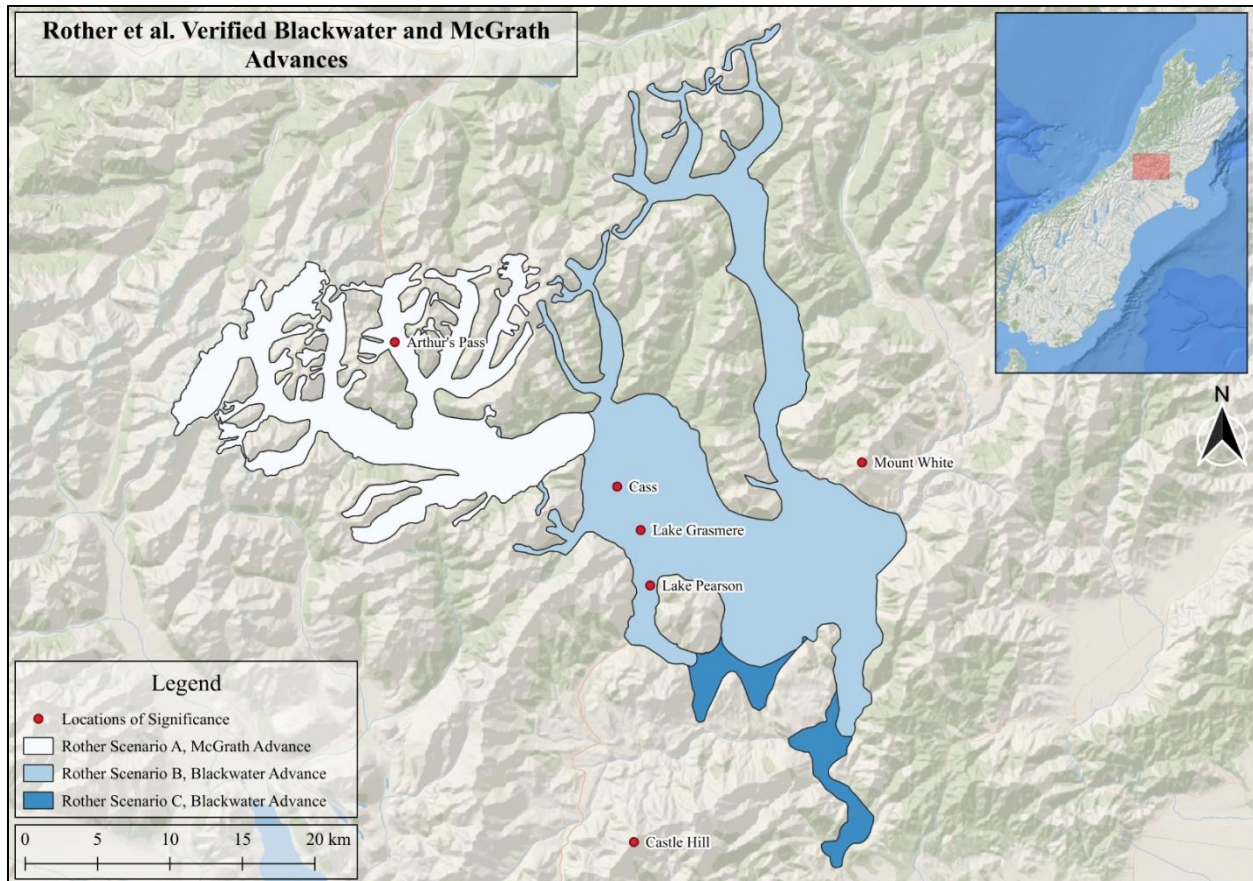 Rother et al. Verified Blackwater and McGrath
Advances
N
Arthur's Pass
Mount White
Cass
Lake Grasmere
Lake Pearson
Castle Hill
Legend
Locations of Significance
Rother Scenario A, McGrath Advance
Rother Scenario B, Blackwater Advance
Rother Scenario C, Blackwater Advance
0 5 10 15 20 km